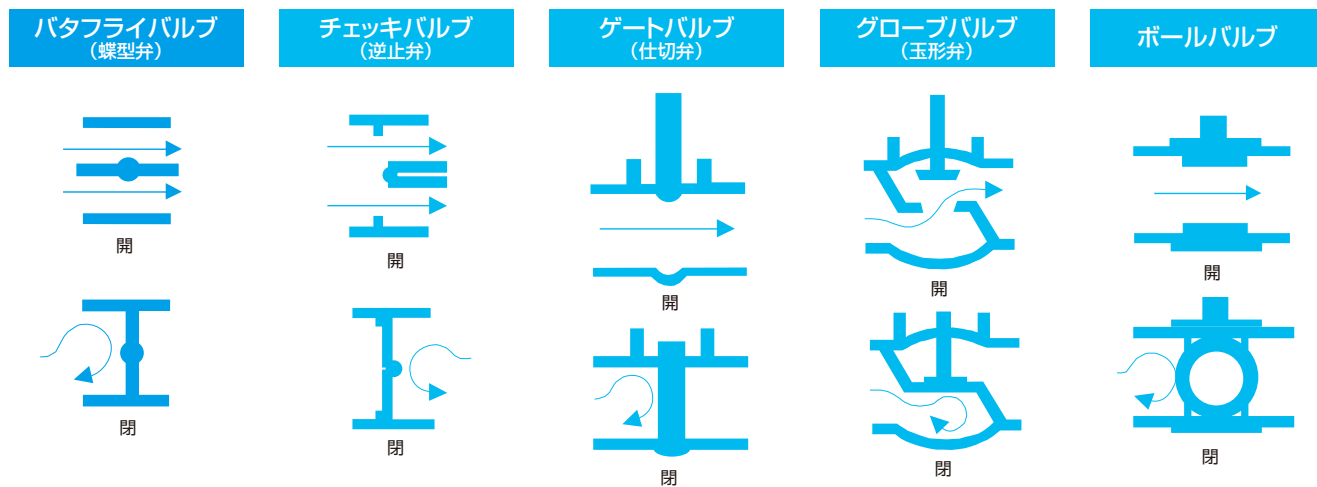 バタフライバルブ
（蝶型弁）
チェッキバルブ
（逆止弁）
ゲートバルブ
（仕切弁）
グローブバルブ
（玉形弁）
ボールバルブ
開
開
開
開
開
閉
閉
閉
閉
閉